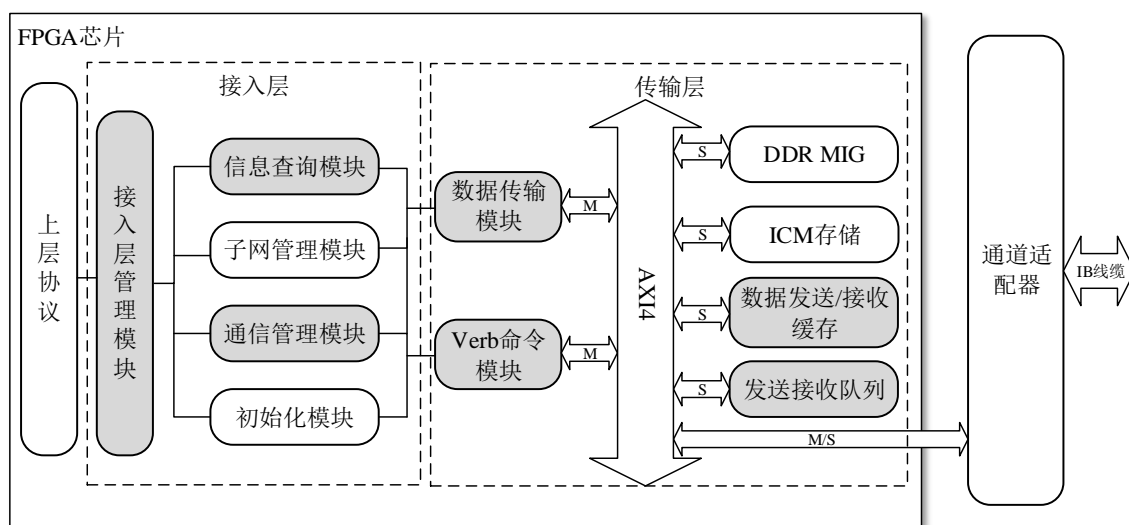 FPGA芯片
接入层
传输层
上层协议
接入层管理模块
信息查询模块
子网管理模块
通信管理模块
初始化模块
数据传输
模块
M
Verb命令
模块
M
AXI4
S
DDR MIG
S
ICM存储
S
数据发送/接收
缓存
S
发送接收队列
M/S
通道适
配器
IB线缆